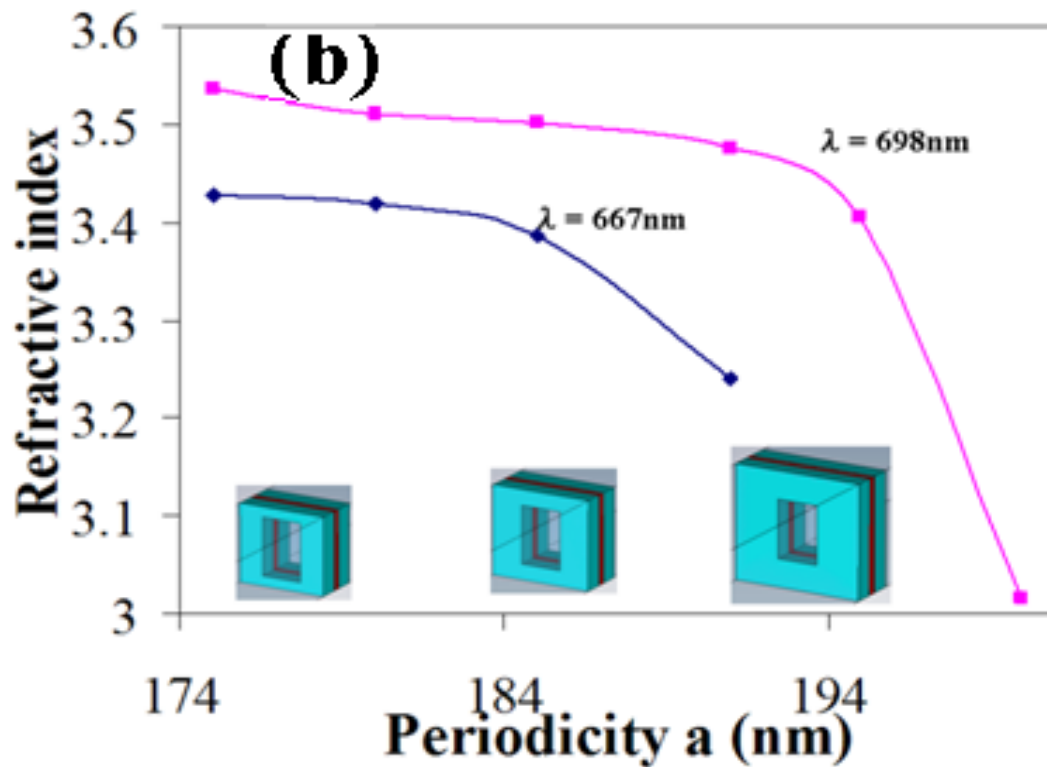 (b)
3.6
3.5
3.4
3.3
3.2
3.1
3
Refractive index
λ = 698nm
λ = 667nm
174 184 194
Periodicity a (nm)